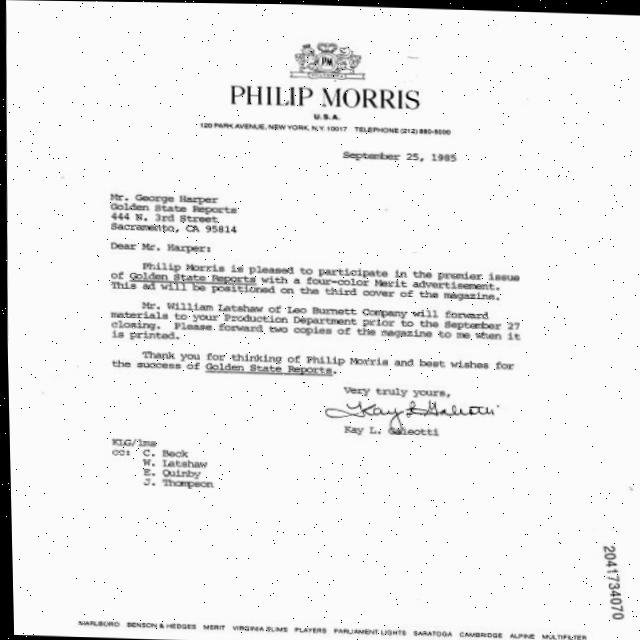 PM
PHILIP MORRIS
U.S.A.
120 PARK AVENUE, NEW YORK, N.Y. 10017 TELEPHONE (212) 880-5000
September 25, 1985
Mr. George Harper
Golden State Reports
444 N. 3rd Street
Sacramento, CA 95814
Dear Mr. Harper:
Philip Morris is pleased to participate in the premier issue
of Golden State Reports with a four-color Merit advertisement.
This ad will be positioned on the third cover of the magazine.
Mr. William Latshaw of Leo Burnett Company will forward
materials to your Production Department prior to the September 27
closing. Please forward two copies of the magazine to me when it
is printed.
Thank you for thinking of Philip Morris and best wishes for
the success of Golden State Reports.
Very truly yours,
Kay L Galeotti
Kay L. Galeotti
KLG/lms
cc: C. Beck
W. Latshaw
E. Quinby
J. Thompson
2041734070
MARLBORO BENSON & HEDGES MERIT VIRGINIA SLIMS PLAYERS PARLIAMENT LIGHTS SARATOGA CAMBRIDGE ALPINE MULTIFILTER